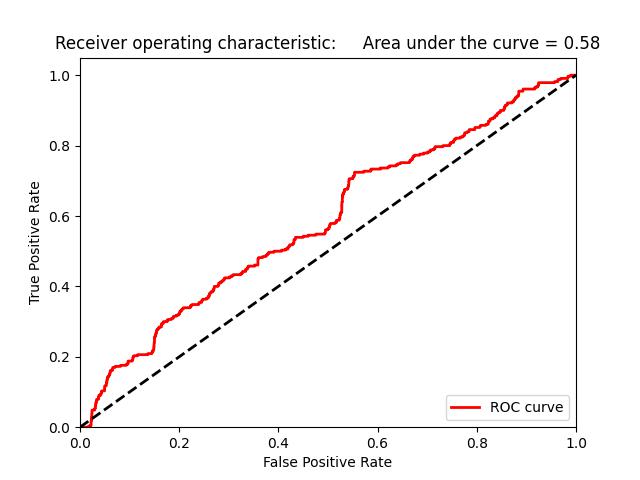 Receiver operating characteristic:     Area under the curve = 0.58
1.0
0.8
0.6
0.4
0.2
0.0
True Positive Rate
ROC curve
0.0 0.2 0.4 0.6 0.8 1.0
False Positive Rate